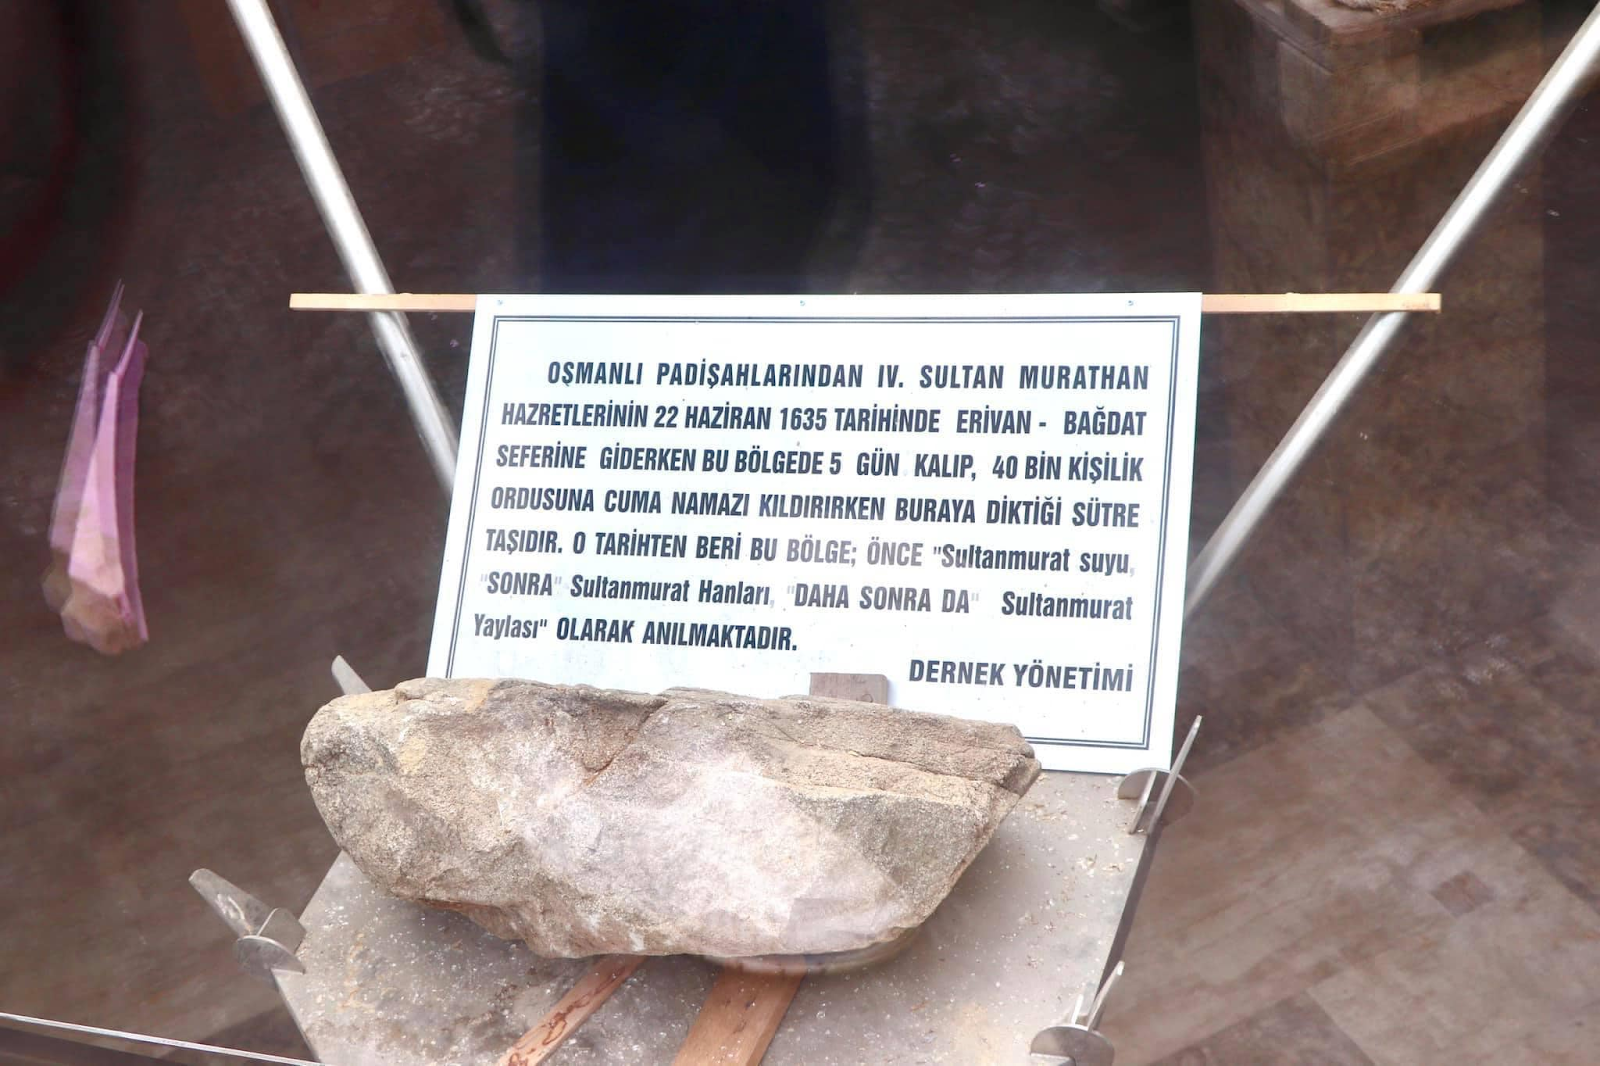 OSMANLI PADİŞAHLARINDAN IV. SULTAN MURATHAN
HAZRETLERİNİN 22 HAZİRAN 1635 TARİHİNDE ERİVAN - BAĞDAT
SEFERİNE GİDERKEN BU BÖLGEDE 5 GÜN KALIP, 40 BİN KİŞİLİK
ORDUSUNA CUMA NAMAZI KILDIRIRKEN BURAYA DİKTİĞİ SÜTRE
TAŞIDIR. O TARİHTEN BERİ BU BÖLGE; ÖNCE "Sultanmurat suyu,
"SONRA" Sultanmurat Hanları, "DAHA SONRA DA" Sultanmurat
Yaylası" OLARAK ANILMAKTADIR.
DERNEK YÖNETİMİ